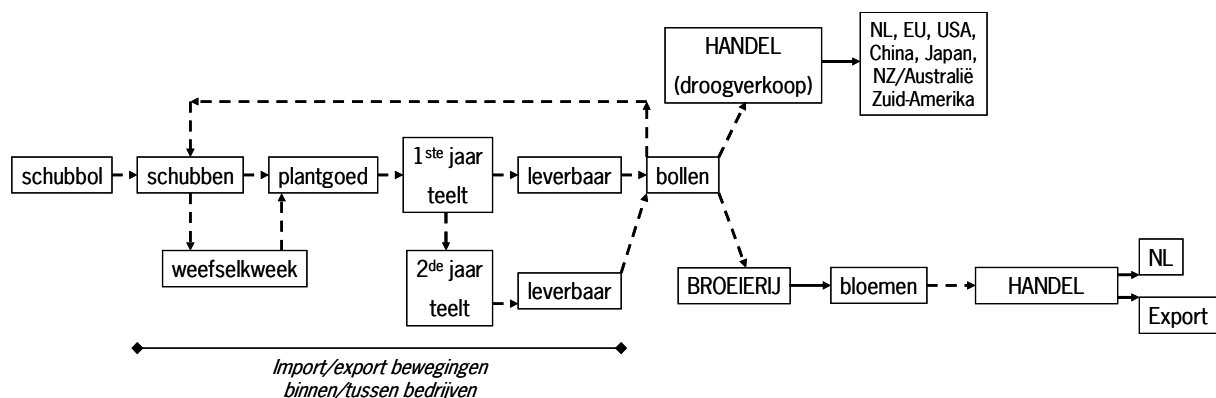 HANDEL
(droogverkoop)
NL, EU, USA,
China, Japan,
NZ/Australië
Zuid-Amerika
schubbol
schubben
plantgoed
1ste jaar
teelt
leverbaar
bollen
weefselkweek
2de jaar
teelt
leverbaar
BROEIERIJ
bloemen
HANDEL
NL
Export
Import/export bewegingen
binnen/tussen bedrijven